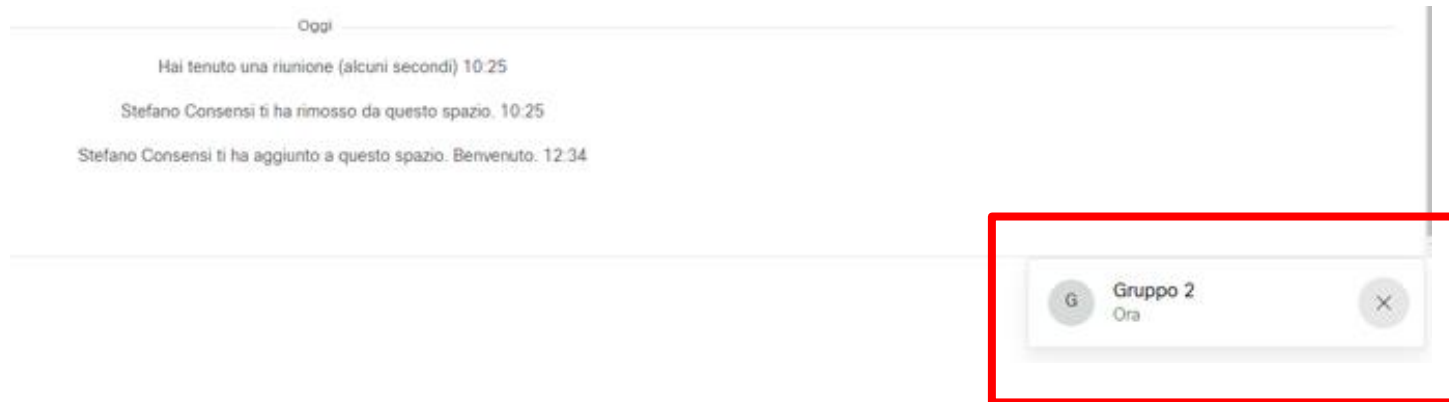 Oggi
Hai tenuto una riunione (alcuni secondi) 10:25
Stefano Consensi ti ha rimosso da questo spazio. 10:25
Stefano Consensi ti ha aggiunto a questo spazio. Benvenuto. 12:34
G
Gruppo 2
Ora